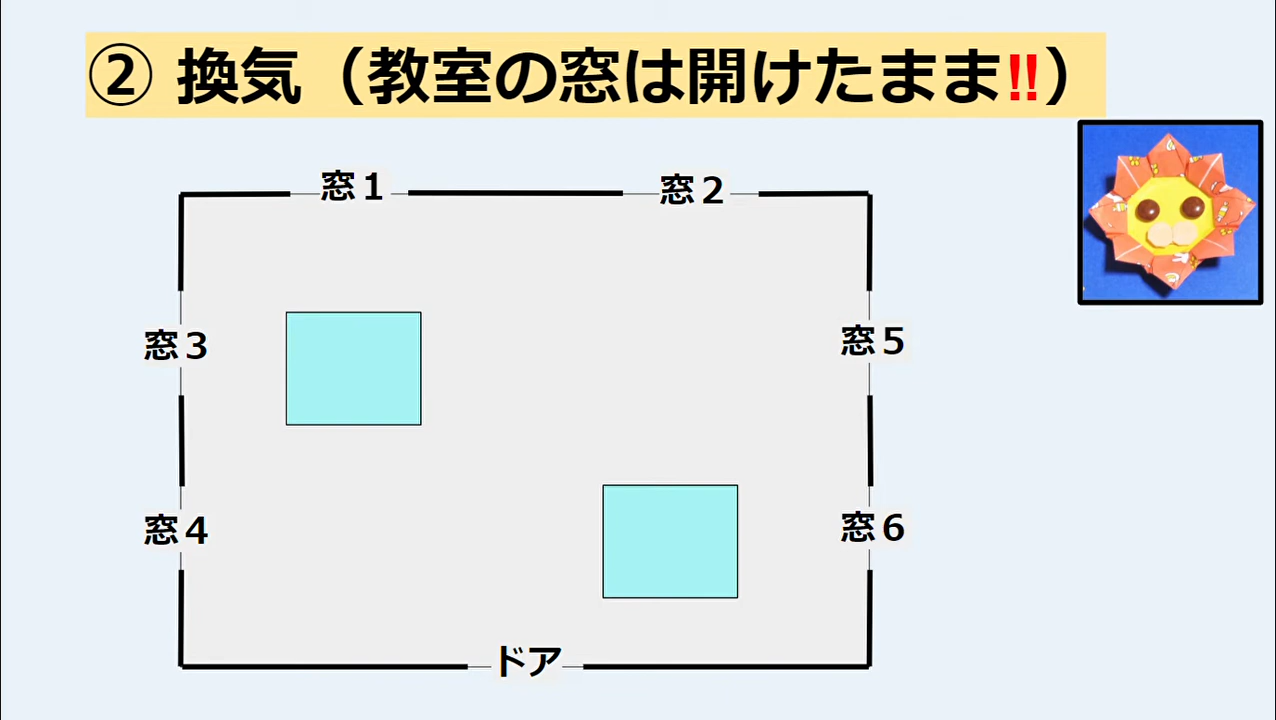 ② 換気（教室の窓は開けたまま‼）
窓１
窓２
窓３
窓５
窓４
窓６
ドア